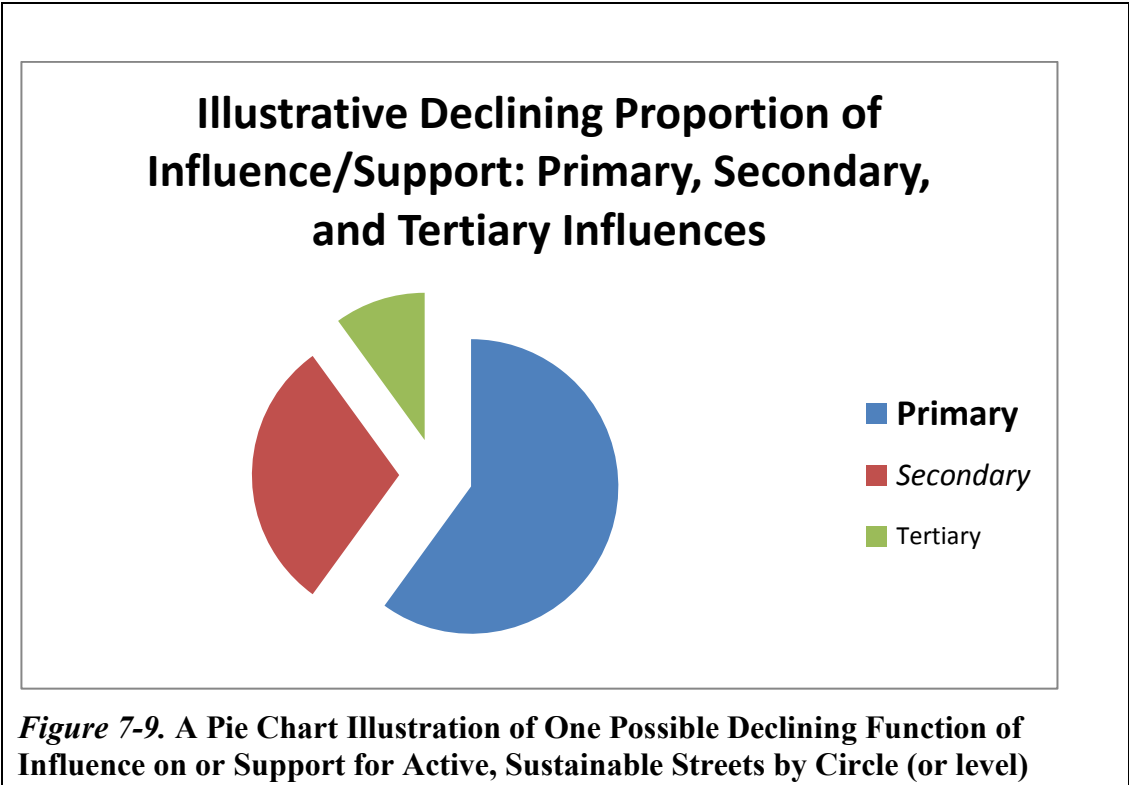 Illustrative Declining Proportion of
Influence/Support: Primary, Secondary,
and Tertiary Influences
Primary
Secondary
Tertiary
Figure 7-9. A Pie Chart Illustration of One Possible Declining Function of
Influence on or Support for Active, Sustainable Streets by Circle (or level)